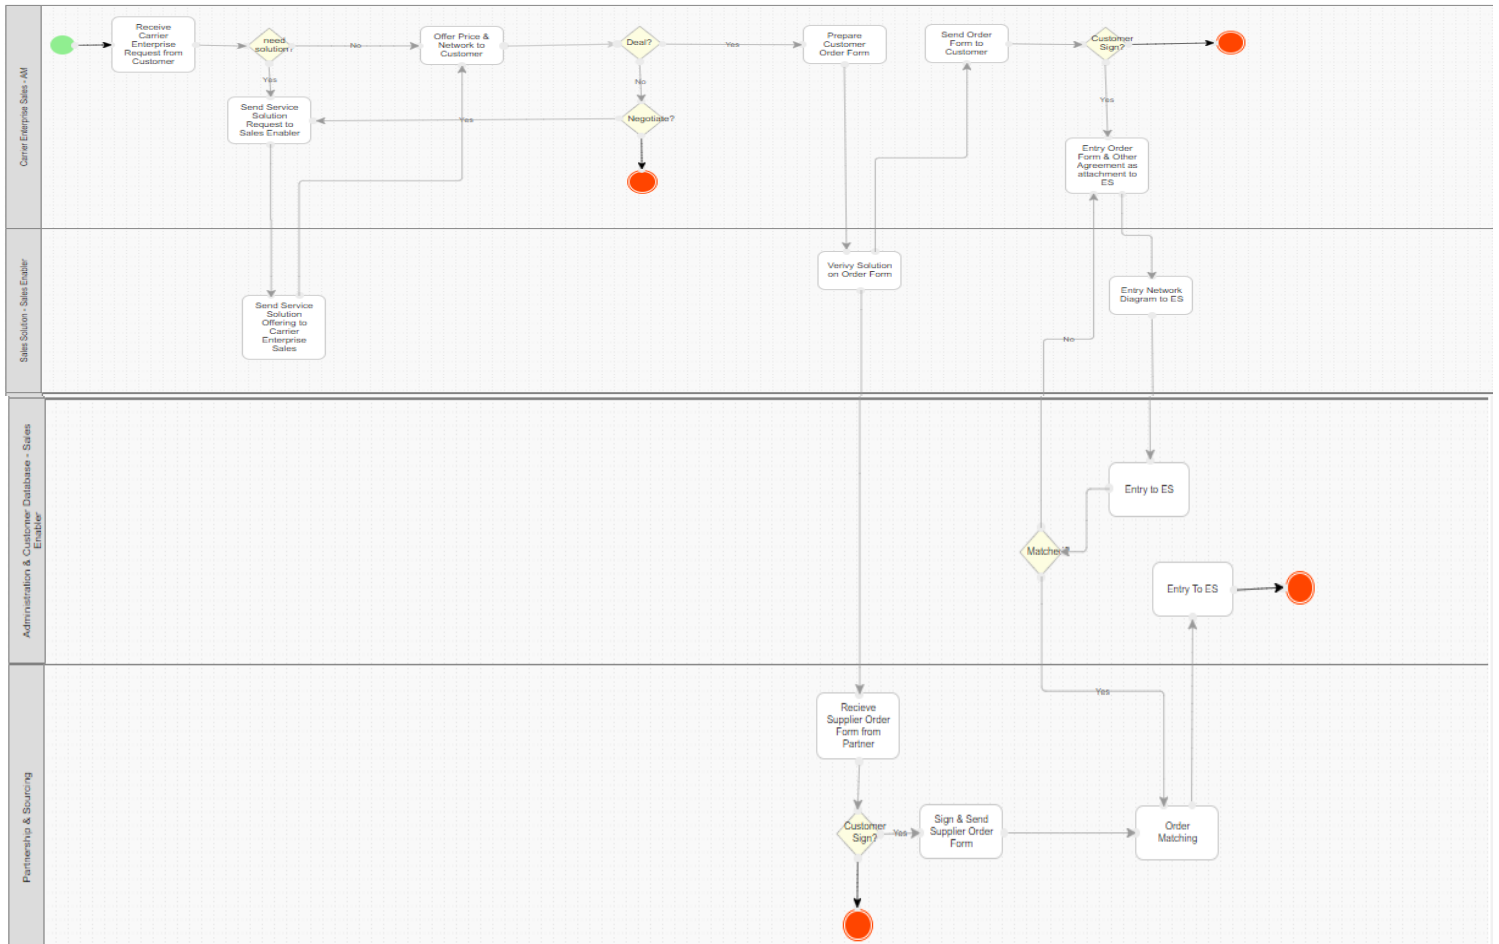 Carrier Enterprise Sales - AM
Receive
Carrier
Enterprise
Request from
Customer
need
solution?
No
Yes
Offer Price &
Network to
Customer
Deal?
Yes
No
Prepare
Customer
Order Form
Send Order
Form to
Customer
Customer
Sign?
Yes
Send Service
Solution
Request to
Sales Enabler
Yes
Negotiate?
Entry Order
Form & Other
Agreement as
attachment to
ES
Sales Solution - Sales Enabler
Send Service
Solution
Offering to
Carrier
Enterprise
Sales
Verivy Solution
on Order Form
Entry Network
Diagram to ES
No
Administration & Customer Database - Sales
Enabler
Entry to ES
Matched?
Entry To ES
Partnership & Sourcing
Yes
Recieve
Supplier Order
Form from
Partner
Customer
Sign?
Yes
Sign & Send
Supplier Order
Form
Order
Matching